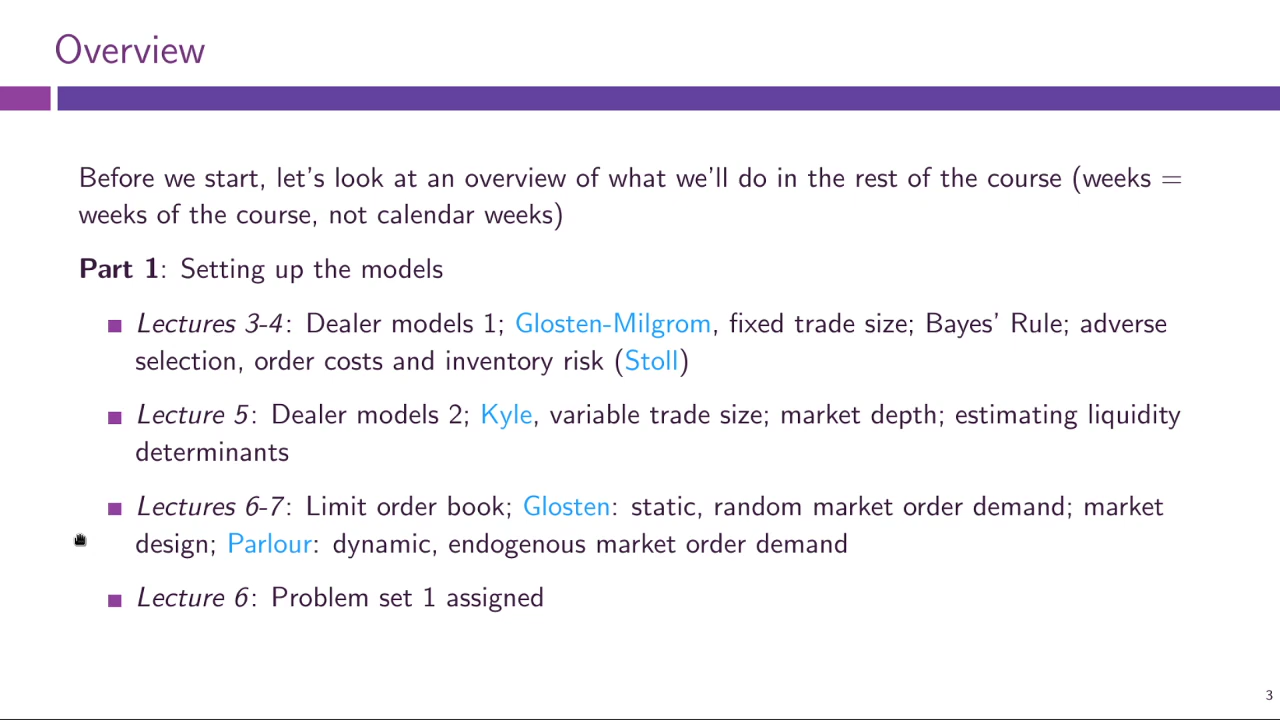 Overview
Before we start, let's look at an overview of what we'll do in the rest of the course (weeks =
weeks of the course, not calendar weeks)
Part 1: Setting up the models
Lectures 3-4: Dealer models 1; Glosten-Milgrom, fixed trade size; Bayes' Rule; adverse
selection, order costs and inventory risk (Stoll)
Lecture 5: Dealer models 2; Kyle, variable trade size; market depth; estimating liquidity
determinants
Lectures 6-7: Limit order book; Glosten: static, random market order demand; market
design; Parlour: dynamic, endogenous market order demand
Lecture 6: Problem set 1 assigned
3